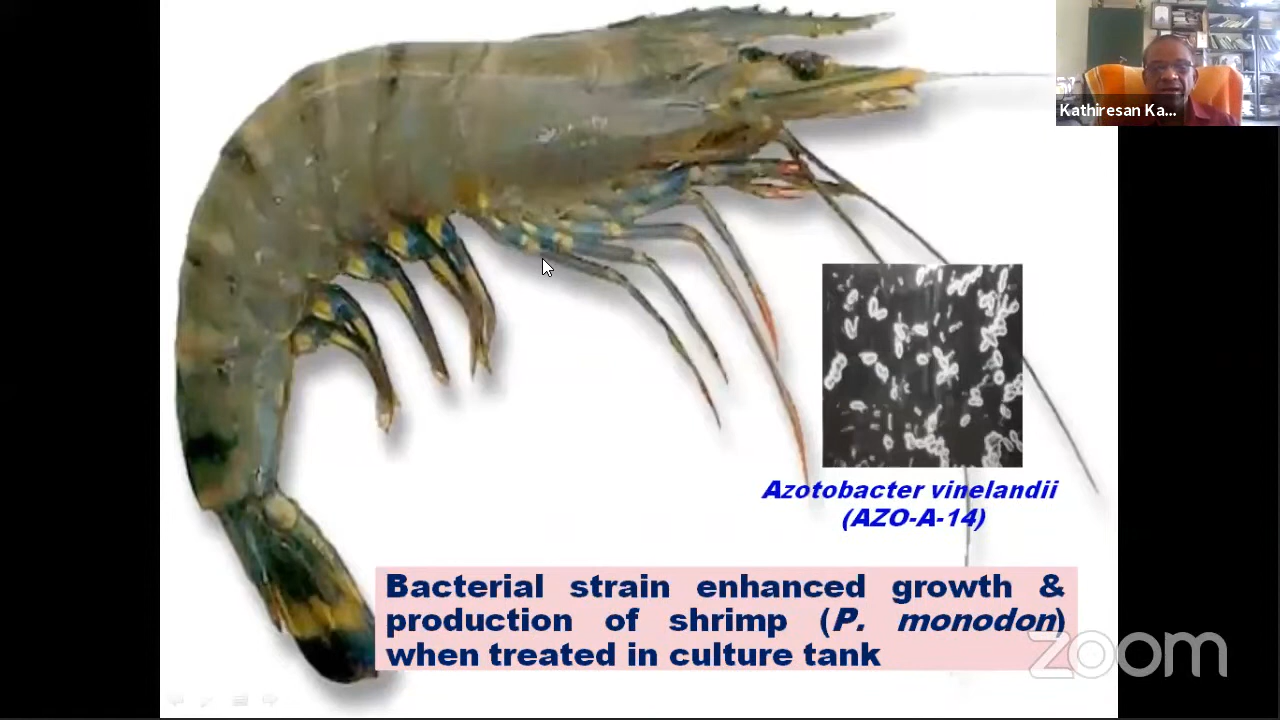 Kathiresan Ka...
Azotobacter vinelandii
(AZO-A-14)
Bacterial strain enhanced growth &
production of shrimp (P. monodon)
when treated in culture tank
zoom